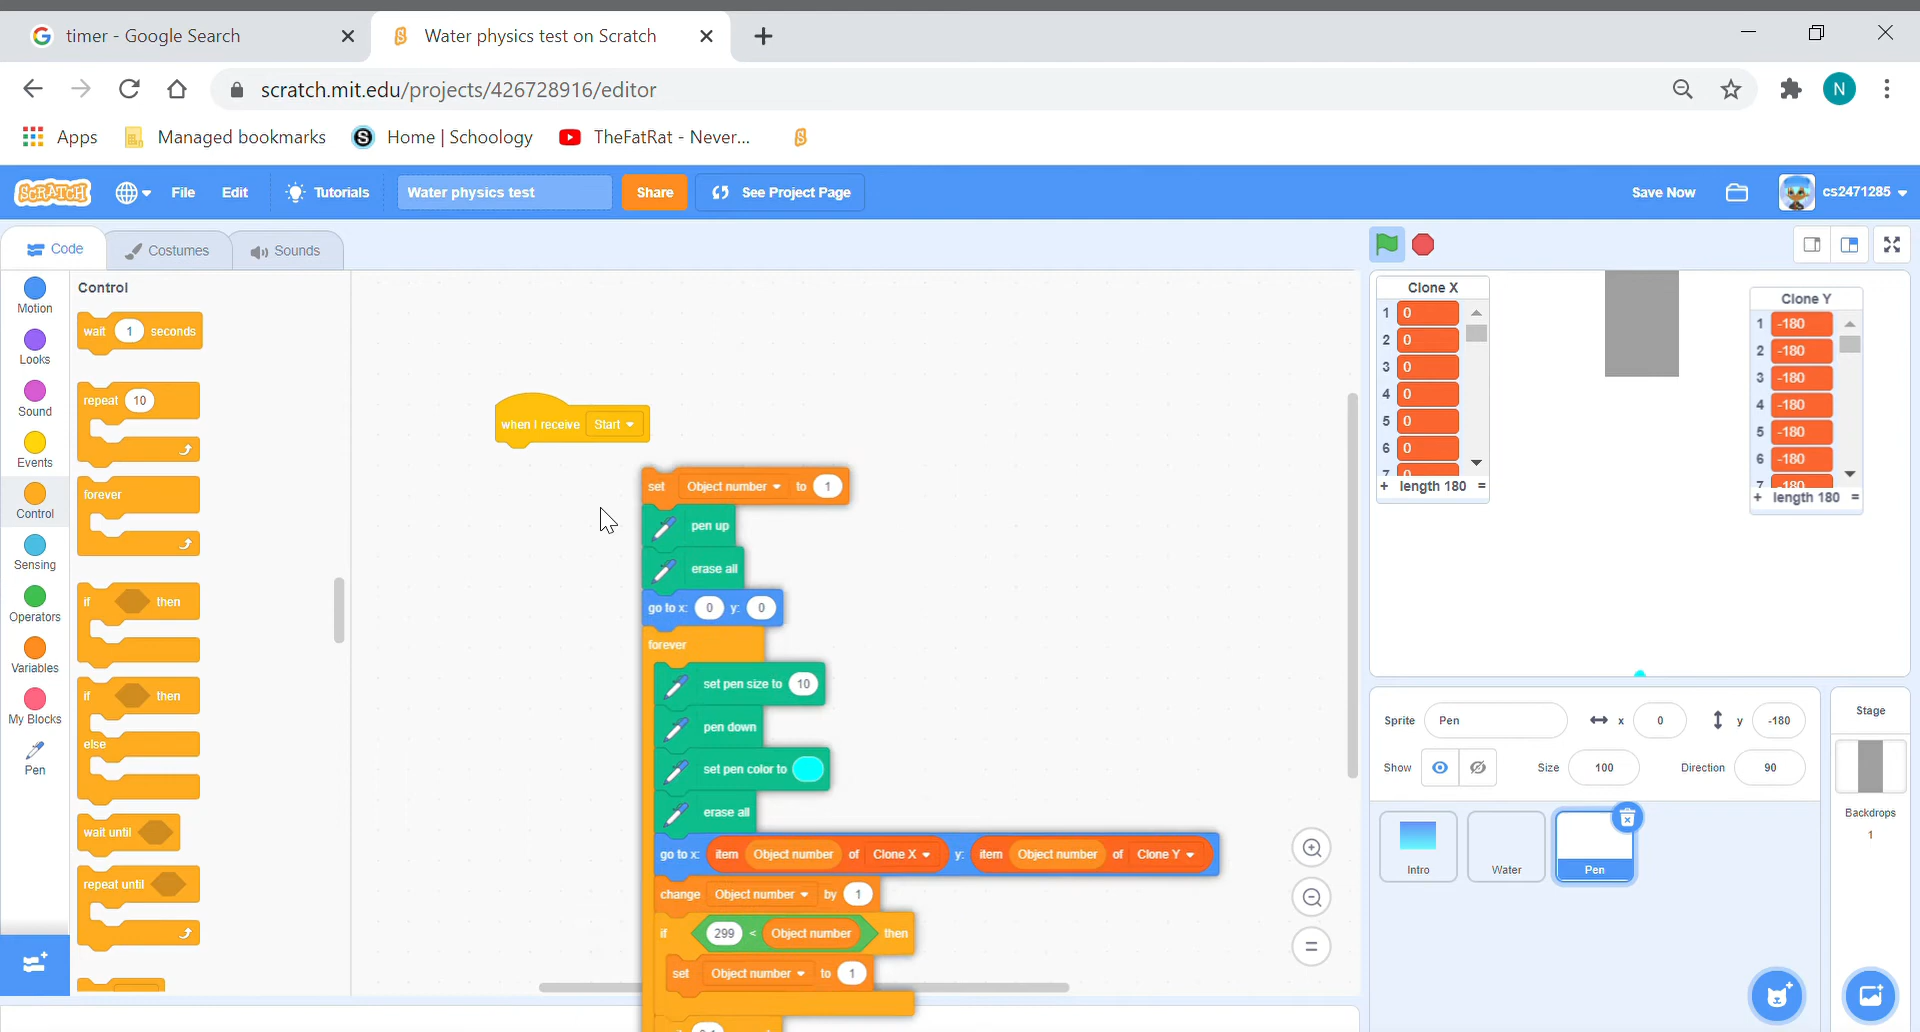 timer - Google Search
Water physics test on Scratch
scratch.mit.edu/projects/426728916/editor
N
Apps
Managed bookmarks
S
Home | Schoology
TheFatRat - Never...
SCRATCH
File
Edit
Tutorials
Water physics test
Share
See Project Page
Save Now
cs2471285
Code
Costumes
Sounds
Motion
Looks
Sound
Events
Control
Sensing
Operators
Variables
My Blocks
Pen
Control
wait 1 seconds
repeat 10
forever
if then
if then
else
wait until
repeat until
when I receive Start
set Object number to 1
pen up
erase all
go to x: 0 y: 0
forever
set pen size to 10
pen down
set pen color to
erase all
go to x: item Object number of Clone X y: item Object number of Clone Y
change Object number by 1
if 299 < Object number then
set Object number to 1
Clone X
1 0
2 0
3 0
4 0
5 0
6 0
7 0
+ length 180 =
Clone Y
1 -180
2 -180
3 -180
4 -180
5 -180
6 -180
7 -180
+ length 180 =
Sprite Pen x 0 y -180
Show Size 100 Direction 90
Intro
Water
Pen
Stage
Backdrops
1